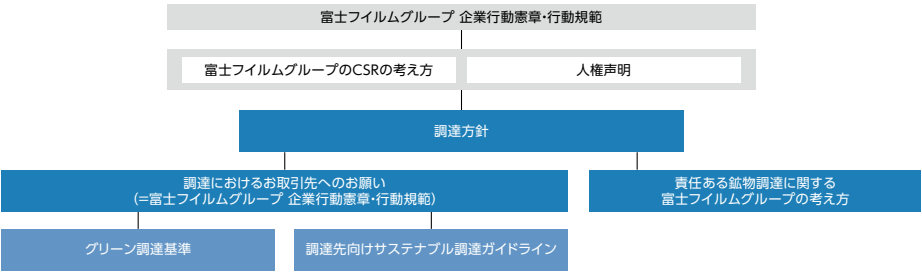 富士フイルムグループ 企業行動憲章・行動規範
富士フイルムグループのCSRの考え方
人権声明
調達方針
調達におけるお取引先へのお願い
(=富士フイルムグループ 企業行動憲章・行動規範)
責任ある鉱物調達に関する
富士フイルムグループの考え方
グリーン調達基準
調達先向けサステナブル調達ガイドライン